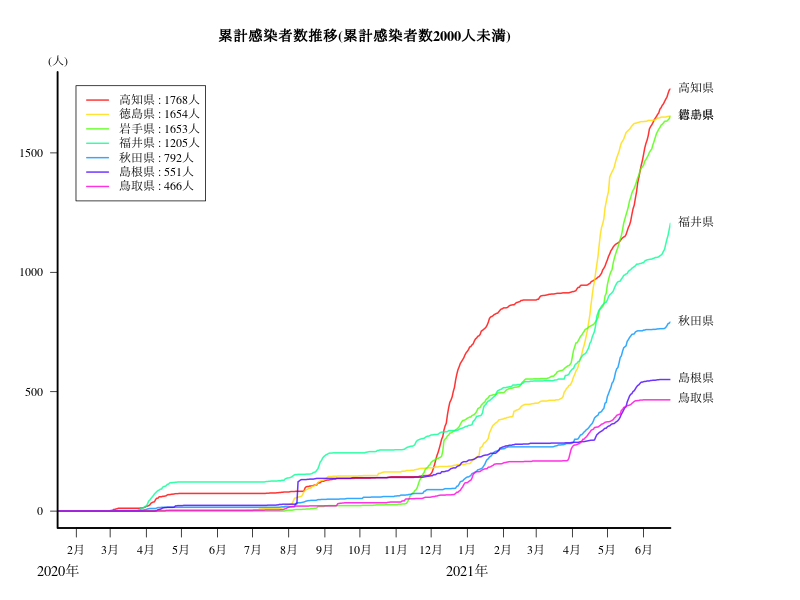 累計感染者数推移(累計感染者数2000人未満)
(人)
高知県 : 1768人
徳島県 : 1654人
岩手県 : 1653人
福井県 : 1205人
秋田県 : 792人
島根県 : 551人
鳥取県 : 466人
1500
1000
500
0
高知県
福井県
秋田県
島根県
鳥取県
2月 3月 4月 5月 6月 7月 8月 9月 10月 11月 12月 1月 2月 3月 4月 5月 6月
2020年 2021年